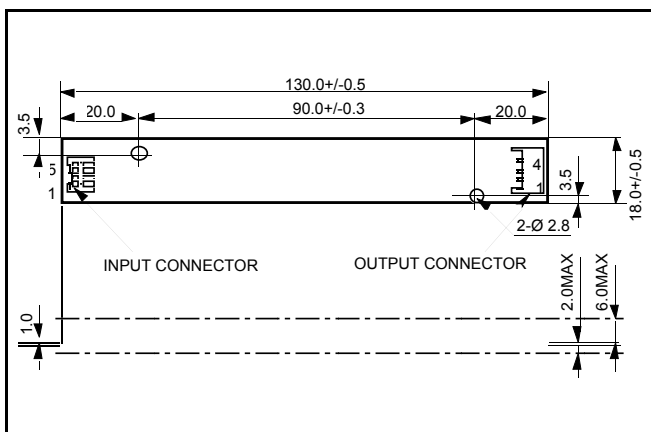 130.0+/-0.5
20.0
90.0+/-0.3
20.0
3.5
5
1
4
1
3.5
18.0+/-0.5
2-Ø 2.8
INPUT CONNECTOR
OUTPUT CONNECTOR
2.0MAX
6.0MAX
1.0